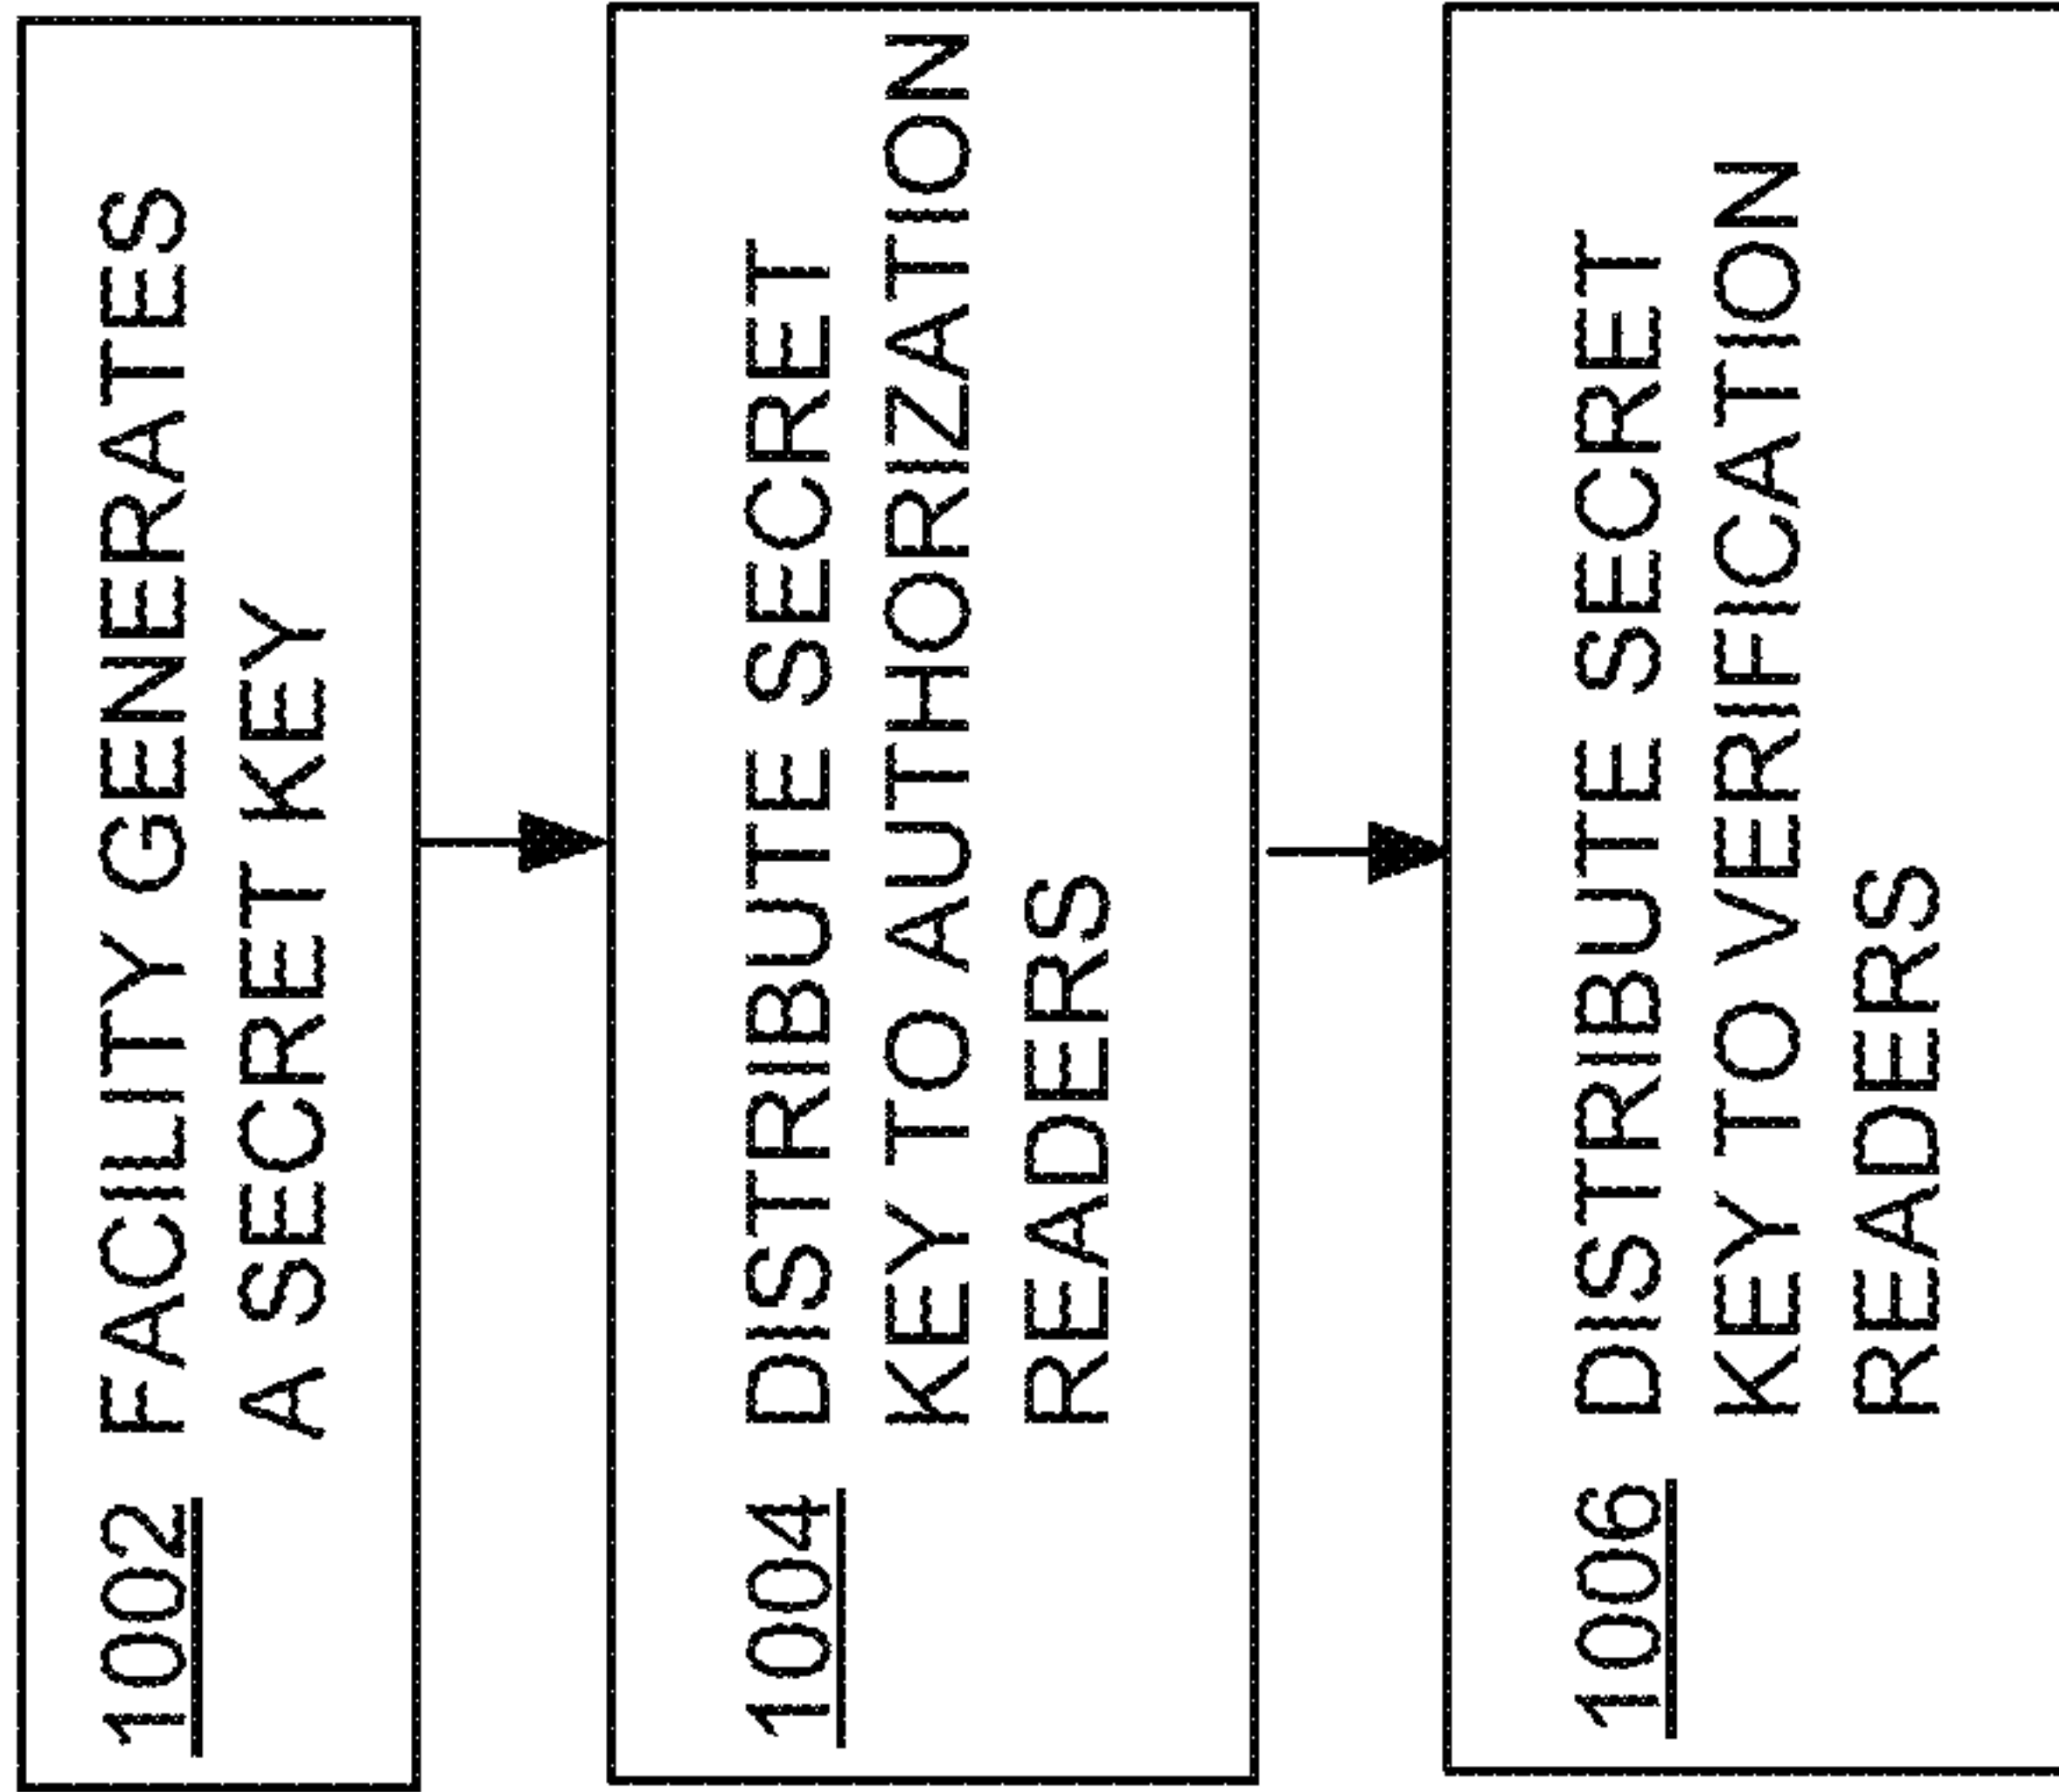 1002 FACILITY GENERATES
A SECRET KEY
1004 DISTRIBUTE SECRET
KEY TO AUTHORIZATION
READERS
1006 DISTRIBUTE SECRET
KEY TO VERIFICATION
READERS